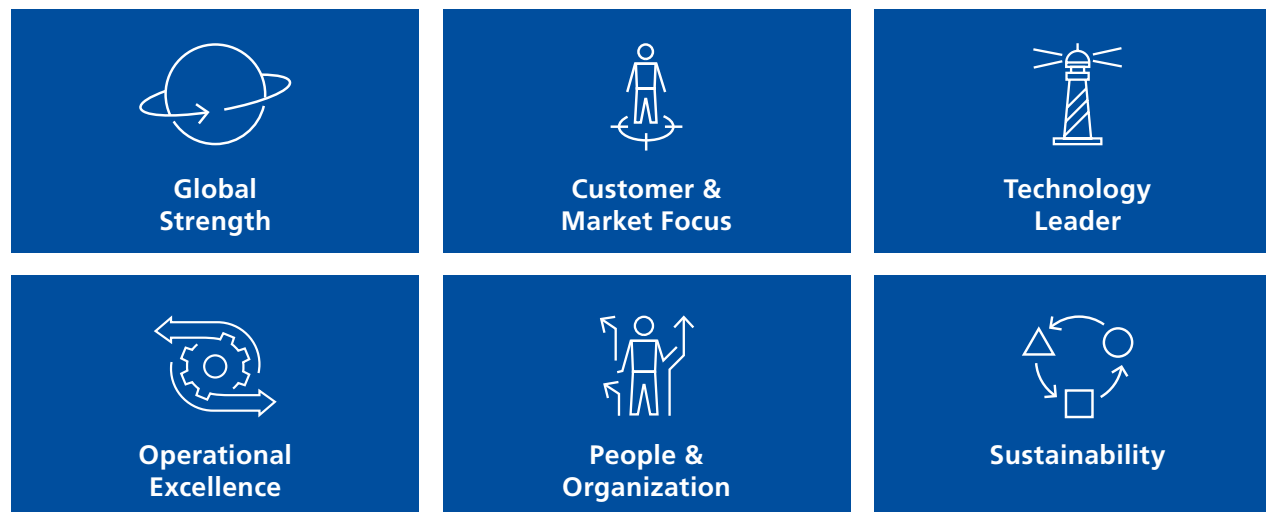 Global
Strength
Customer &
Market Focus
Technology
Leader
Operational
Excellence
People &
Organization
Sustainability